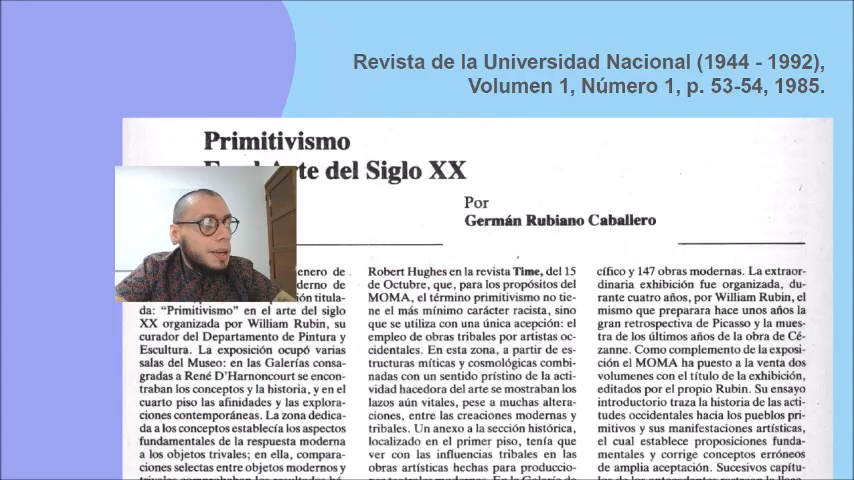 Revista de la Universidad Nacional (1944 - 1992),
Volumen 1, Número 1, p. 53-54, 1985.
Primitivismo
te del Siglo XX
Por
Germán Rubiano Caballero
enero de
derno de
ión titula-
da: “Primitivismo” en el arte del siglo
XX organizada por William Rubin, su
curador del Departamento de Pintura y
Escultura. La exposición ocupó varias
salas del Museo: en las Galerías consa-
gradas a René D’Harnoncourt se encon-
traban los conceptos y la historia, y en el
cuarto piso las afinidades y las explora-
ciones contemporáneas. La zona dedica-
da a los conceptos establecía los aspectos
fundamentales de la respuesta moderna
a los objetos trivales; en ella, compara-
ciones selectas entre objetos modernos y
Robert Hughes en la revista Time, del 15
de Octubre, que, para los propósitos del
MOMA, el término primitivismo no tie-
ne el más mínimo carácter racista, sino
que se utiliza con una única acepción: el
empleo de obras tribales por artistas oc-
cidentales. En esta zona, a partir de es-
tructuras míticas y cosmológicas combi-
nadas con un sentido prístino de la acti-
vidad hacedora del arte se mostraban los
lazos aún vitales, pese a muchas altera-
ciones, entre las creaciones modernas y
tribales. Un anexo a la sección histórica,
localizado en el primer piso, tenía que
ver con las influencias tribales en las
obras artísticas hechas para produccio-
cífico y 147 obras modernas. La extraor-
dinaria exhibición fue organizada, du-
rante cuatro años, por William Rubin, el
mismo que preparara hace unos años la
gran retrospectiva de Picasso y la mues-
tra de los últimos años de la obra de Cé-
zanne. Como complemento de la exposi-
ción el MOMA ha puesto a la venta dos
volumenes con el título de la exhibición,
editados por el propio Rubin. Su ensayo
introductorio traza la historia de las acti-
tudes occidentales hacia los pueblos pri-
mitivos y sus manifestaciones artísticas,
el cual establece proposiciones funda-
mentales y corrige conceptos erróneos
de amplia aceptación. Sucesivos capítu-